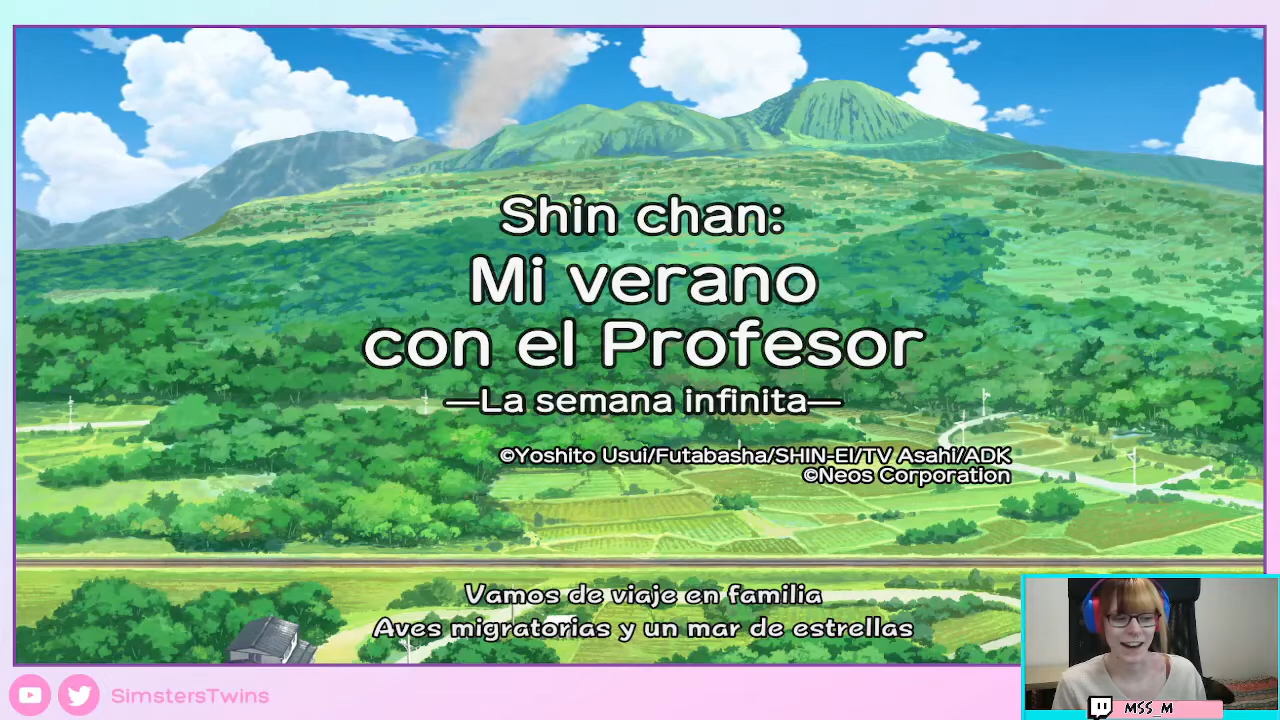 Shin chan:
Mi verano
con el Profesor
—La semana infinita—
©Yoshito Usui/Futabasha/SHIN-EI/TV Asahi/ADK
©Neos Corporation
Vamos de viaje en familia
Aves migratorias y un mar de estrellas
SimstersTwins
MSS_M